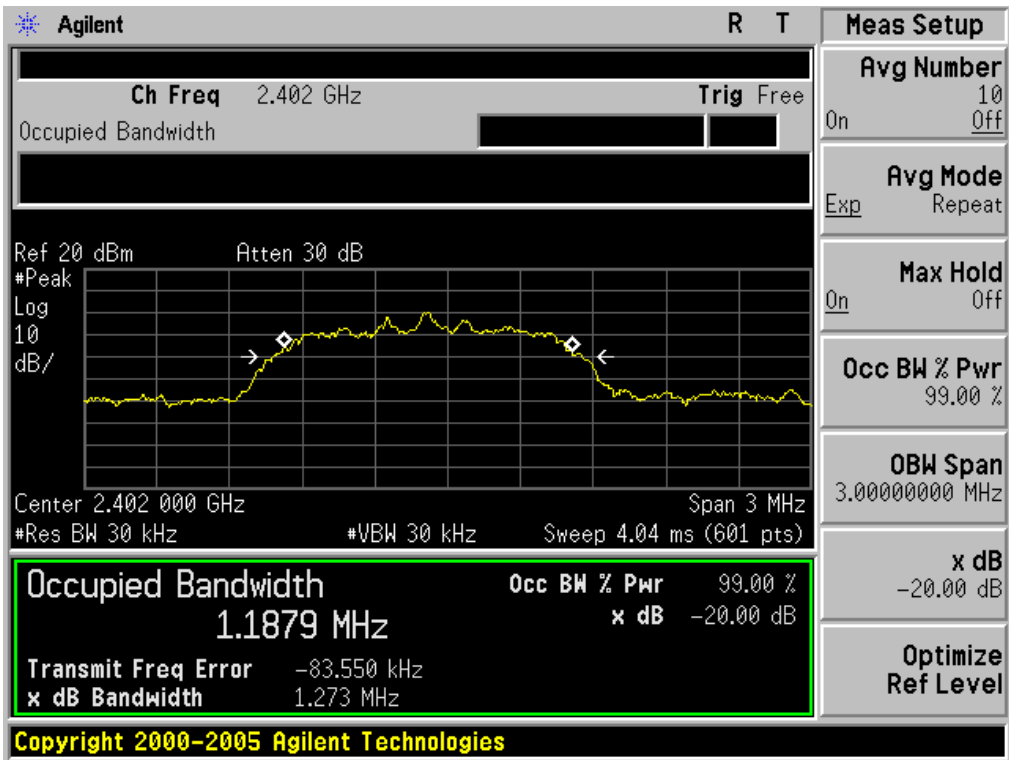 Agilent R T
Ch Freq 2.402 GHz Trig Free
Occupied Bandwidth
Ref 20 dBm Atten 30 dB
#Peak
Log
10
dB/
Center 2.402 000 GHz Span 3 MHz
#Res BW 30 kHz #VBW 30 kHz Sweep 4.04 ms (601 pts)
Occupied Bandwidth Occ BW % Pwr 99.00 %
1.1879 MHz x dB -20.00 dB
Transmit Freq Error -83.550 kHz
x dB Bandwidth 1.273 MHz
Copyright 2000-2005 Agilent Technologies
Meas Setup
Avg Number
10
On Off
Avg Mode
Exp Repeat
Max Hold
On Off
Occ BW % Pwr
99.00 %
OBW Span
3.00000000 MHz
x dB
-20.00 dB
Optimize
Ref Level